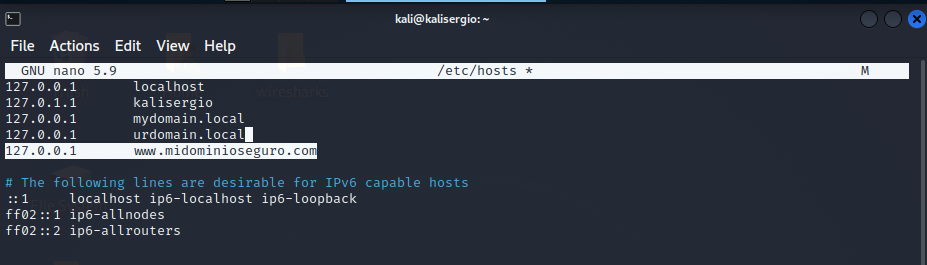 kali@kalisergio: ~
File Actions Edit View Help
GNU nano 5.9 /etc/hosts * M
127.0.0.1 localhost
127.0.1.1 kalisergio
127.0.0.1 mydomain.local
127.0.0.1 urdomain.local
127.0.0.1 www.midominioseguro.com
# The following lines are desirable for IPv6 capable hosts
::1 localhost ip6-localhost ip6-loopback
ff02::1 ip6-allnodes
ff02::2 ip6-allrouters